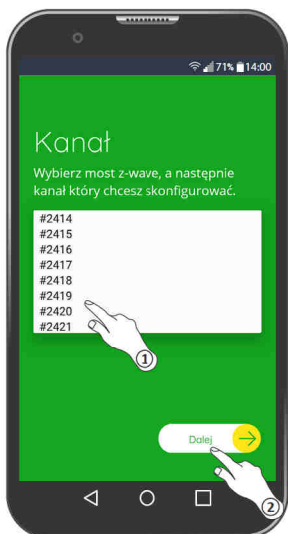 71% 14:00
Kanał
Wybierz most z-wave, a następnie
kanał który chcesz skonfigurować.
#2414
#2415
#2416
#2417
#2418
#2419
#2420
#2421
1
Dalej
2